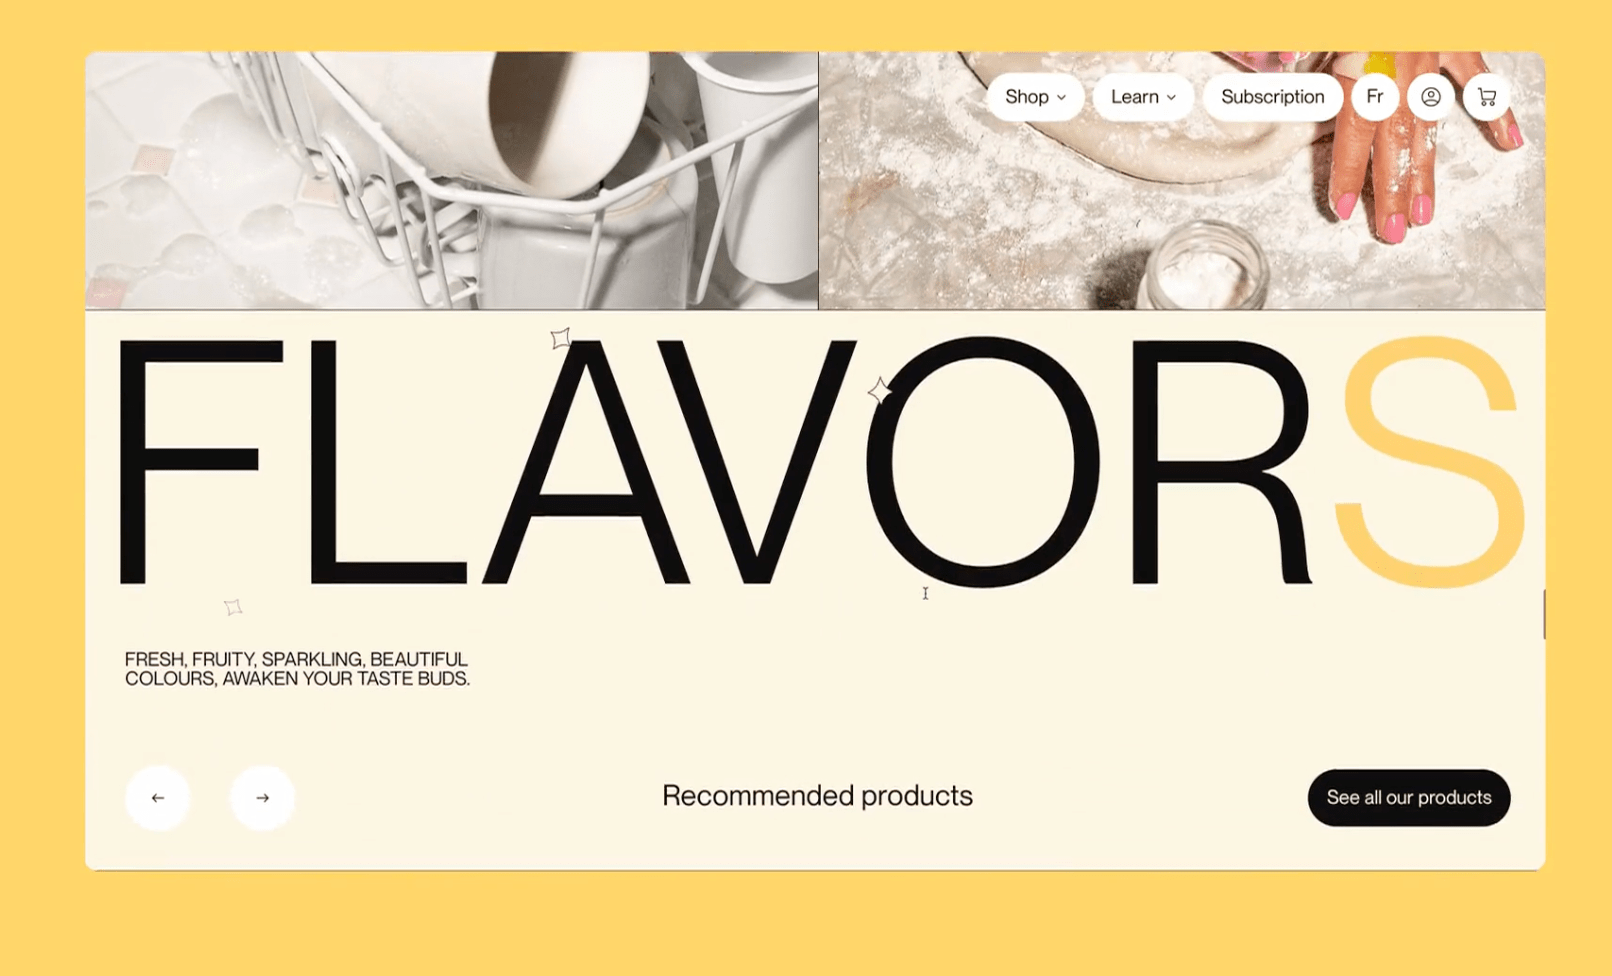 Shop
Learn
Subscription
Fr
FLAVORS
FRESH, FRUITY, SPARKLING, BEAUTIFUL
COLOURS, AWAKEN YOUR TASTE BUDS.
Recommended products
See all our products